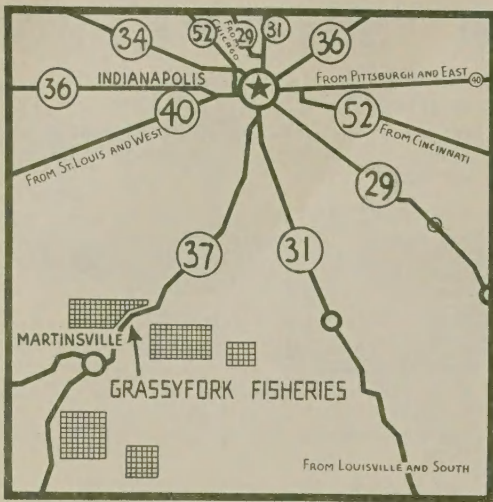 34
52
FROM
CHICAGO
29
31
36
36
INDIANAPOLIS
FROM PITTSBURGH AND EAST
40
40
52
FROM ST. LOUIS AND WEST
FROM CINCINNATI
29
37
31
MARTINSVILLE
GRASSYFORK FISHERIES
FROM LOUISVILLE AND SOUTH